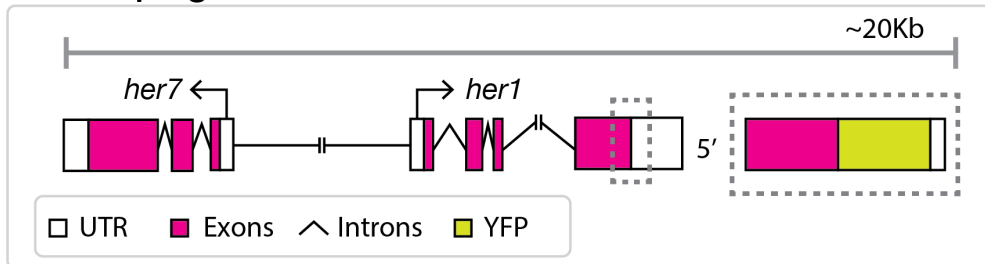 ~20Kb
her7
her1
5’
UTR Exons Introns YFP